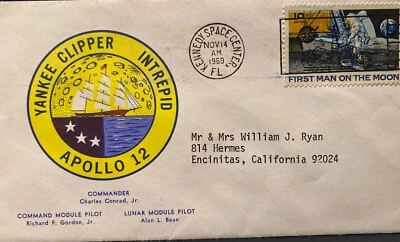 YANKEE CLIPPER INTREPID
APOLLO 12
COMMANDER
Charles Conrad, Jr.
COMMAND MODULE PILOT
Richard F. Gordon, Jr.
LUNAR MODULE PILOT
Alan L. Bean
KENNEDY SPACE CENTER,
NOV 14
AM
1969
FL
FIRST MAN ON THE MOON
Mr & Mrs William J. Ryan
814 Hermes
Encinitas, California 92024